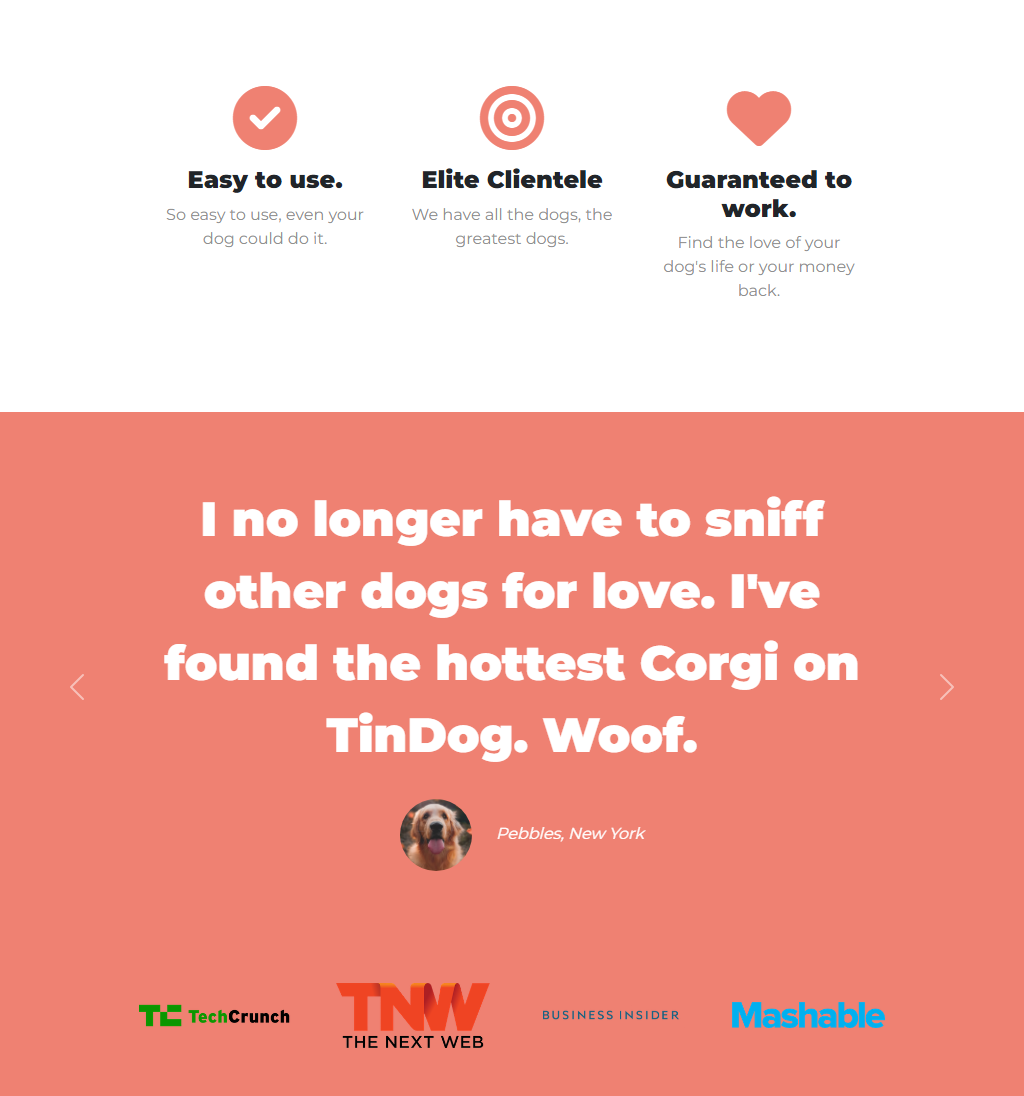 Easy to use.
So easy to use, even your
dog could do it.
Elite Clientele
We have all the dogs, the
greatest dogs.
Guaranteed to
work.
Find the love of your
dog's life or your money
back.
I no longer have to sniff
other dogs for love. I've
found the hottest Corgi on
TinDog. Woof.
Pebbles, New York
TC TechCrunch
TNW
THE NEXT WEB
BUSINESS INSIDER
Mashable